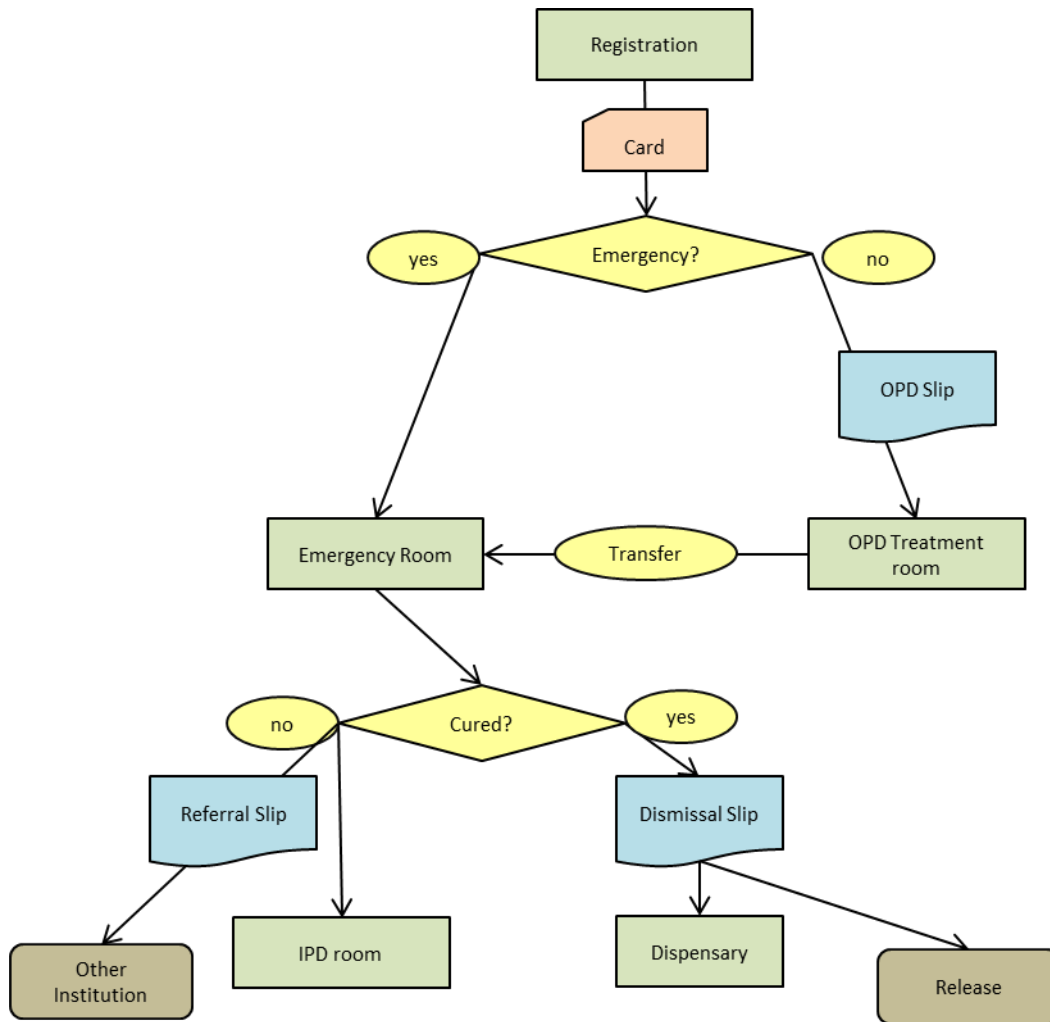 Registration
Card
yes
Emergency?
no
OPD Slip
Emergency Room
Transfer
OPD Treatment
room
no
Cured?
yes
Referral Slip
Dismissal Slip
Other
Institution
IPD room
Dispensary
Release